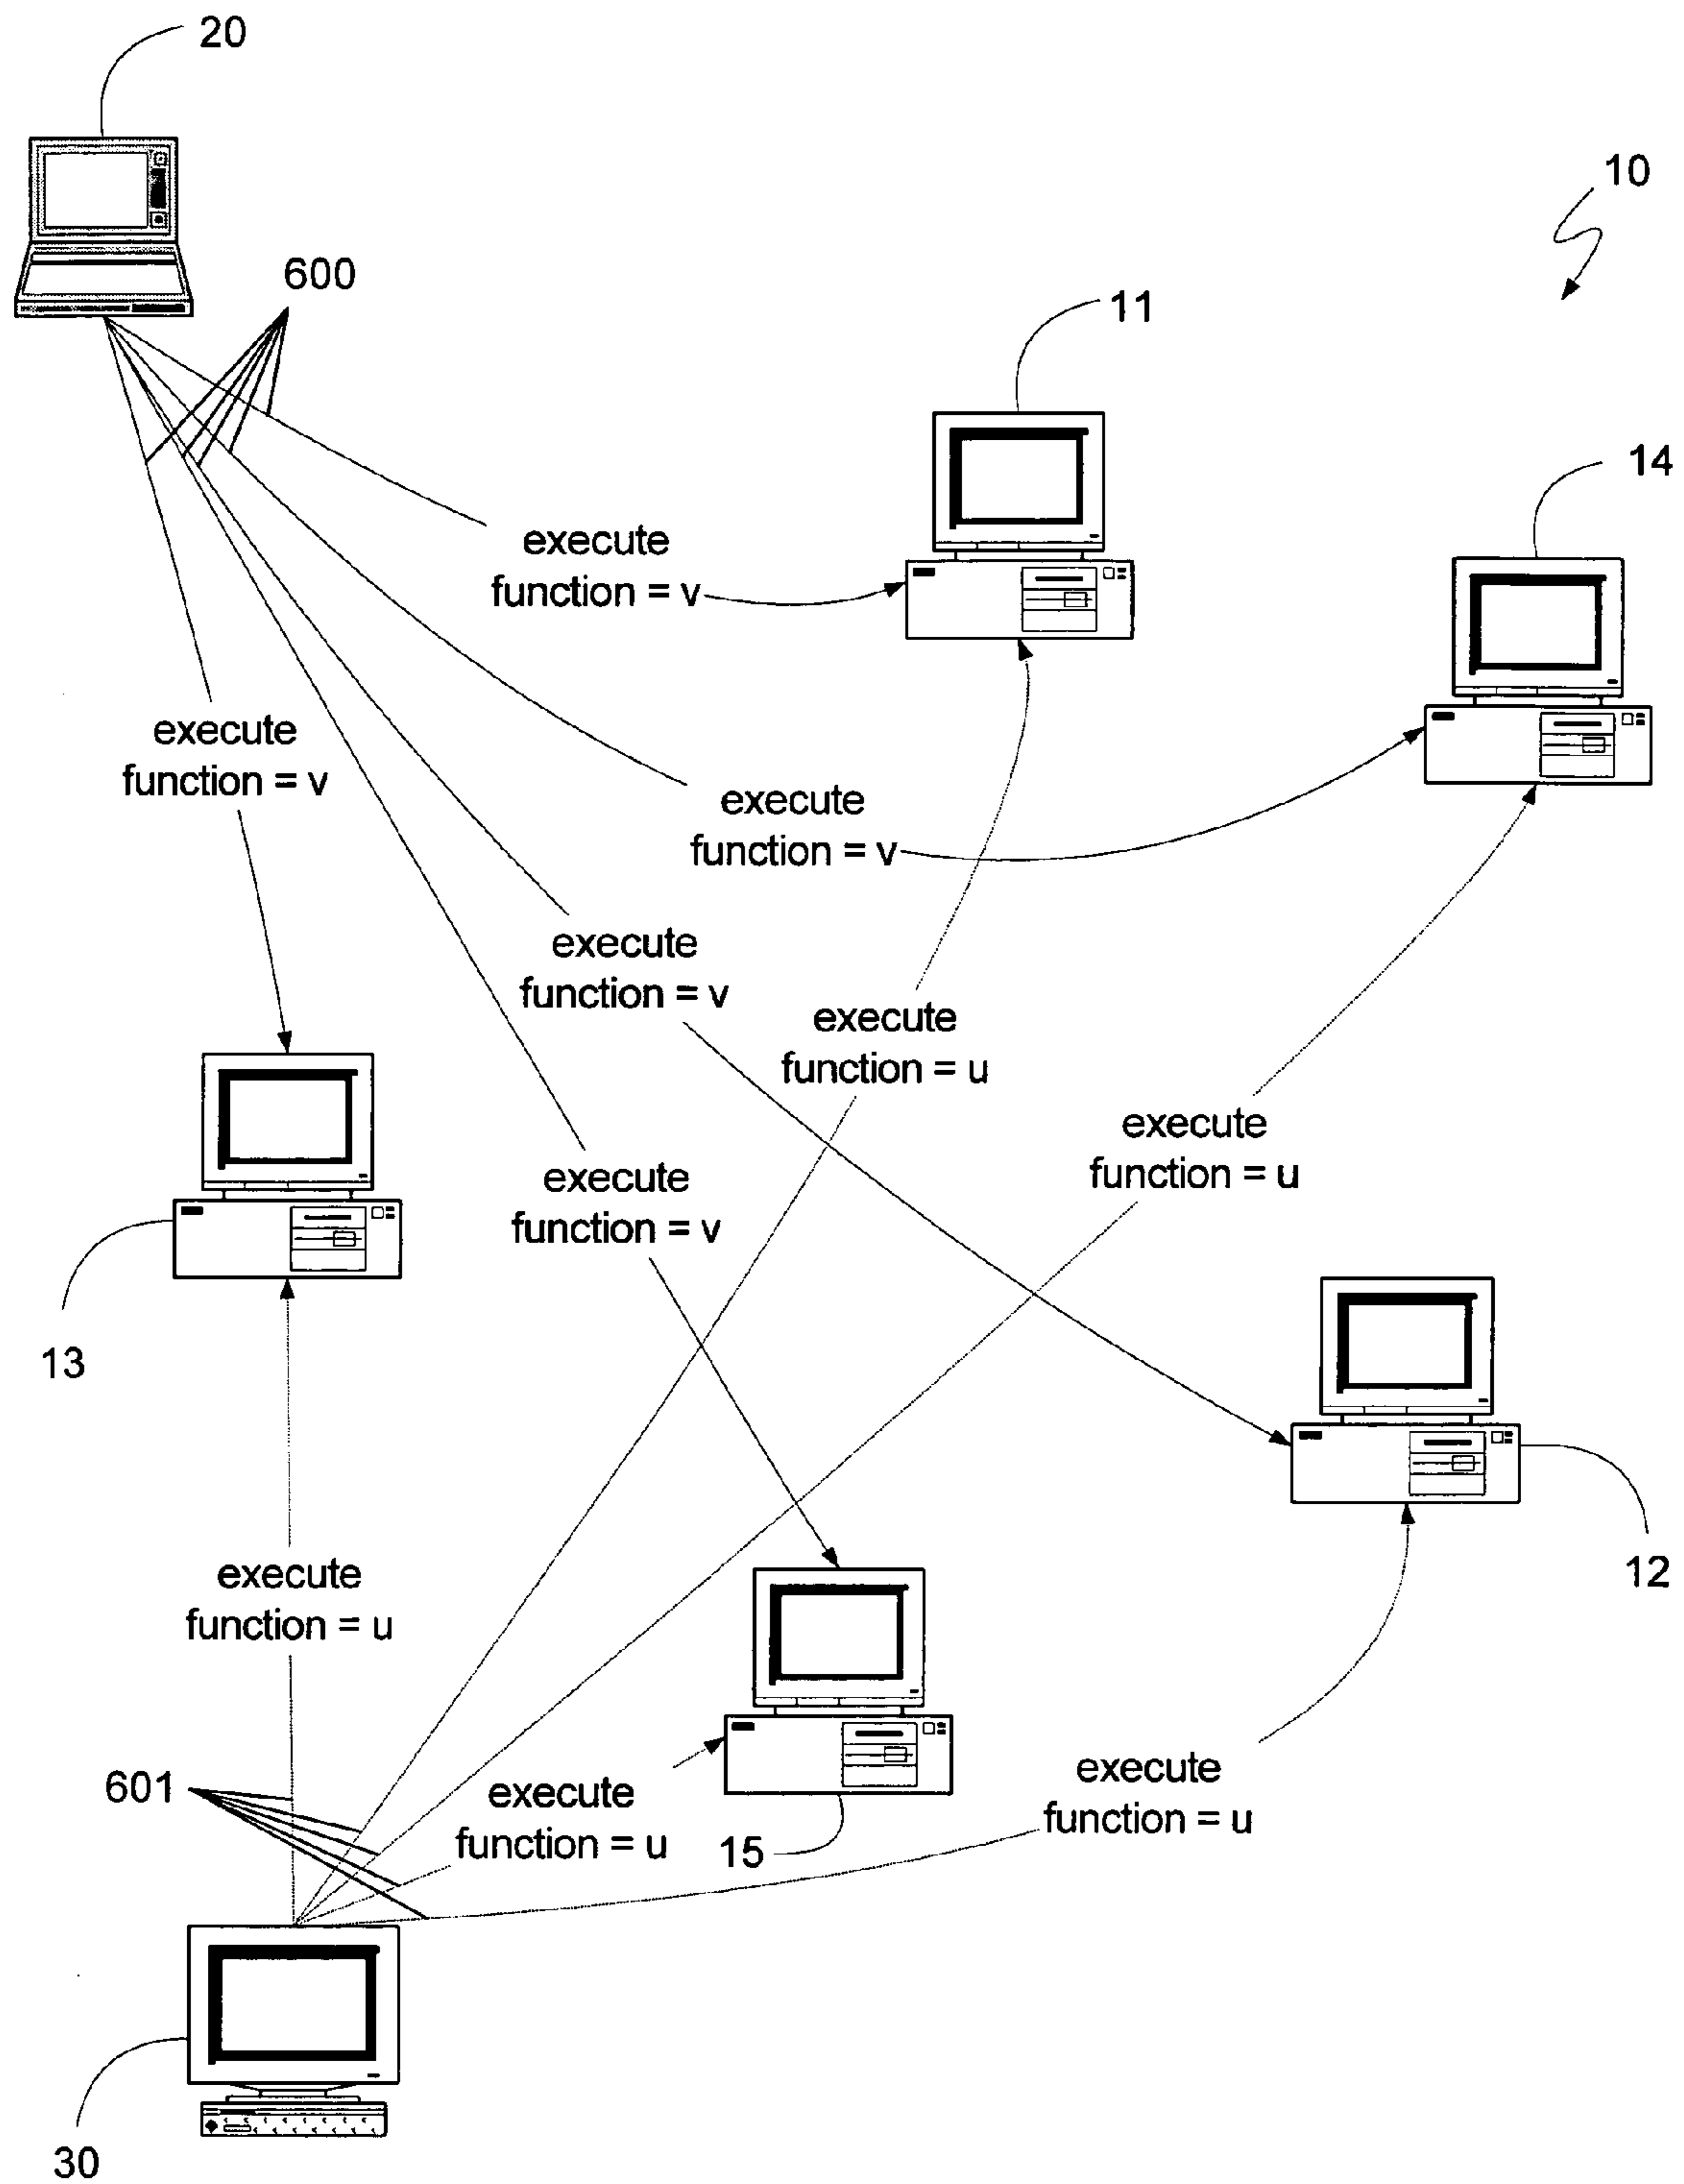 20
10
600
11
14
execute
function = v
execute
function = v
execute
function = v
execute
function = v
execute
function = u
execute
function = u
execute
function = v
13
12
execute
function = u
execute
function = u
601
execute
function = u
15
30